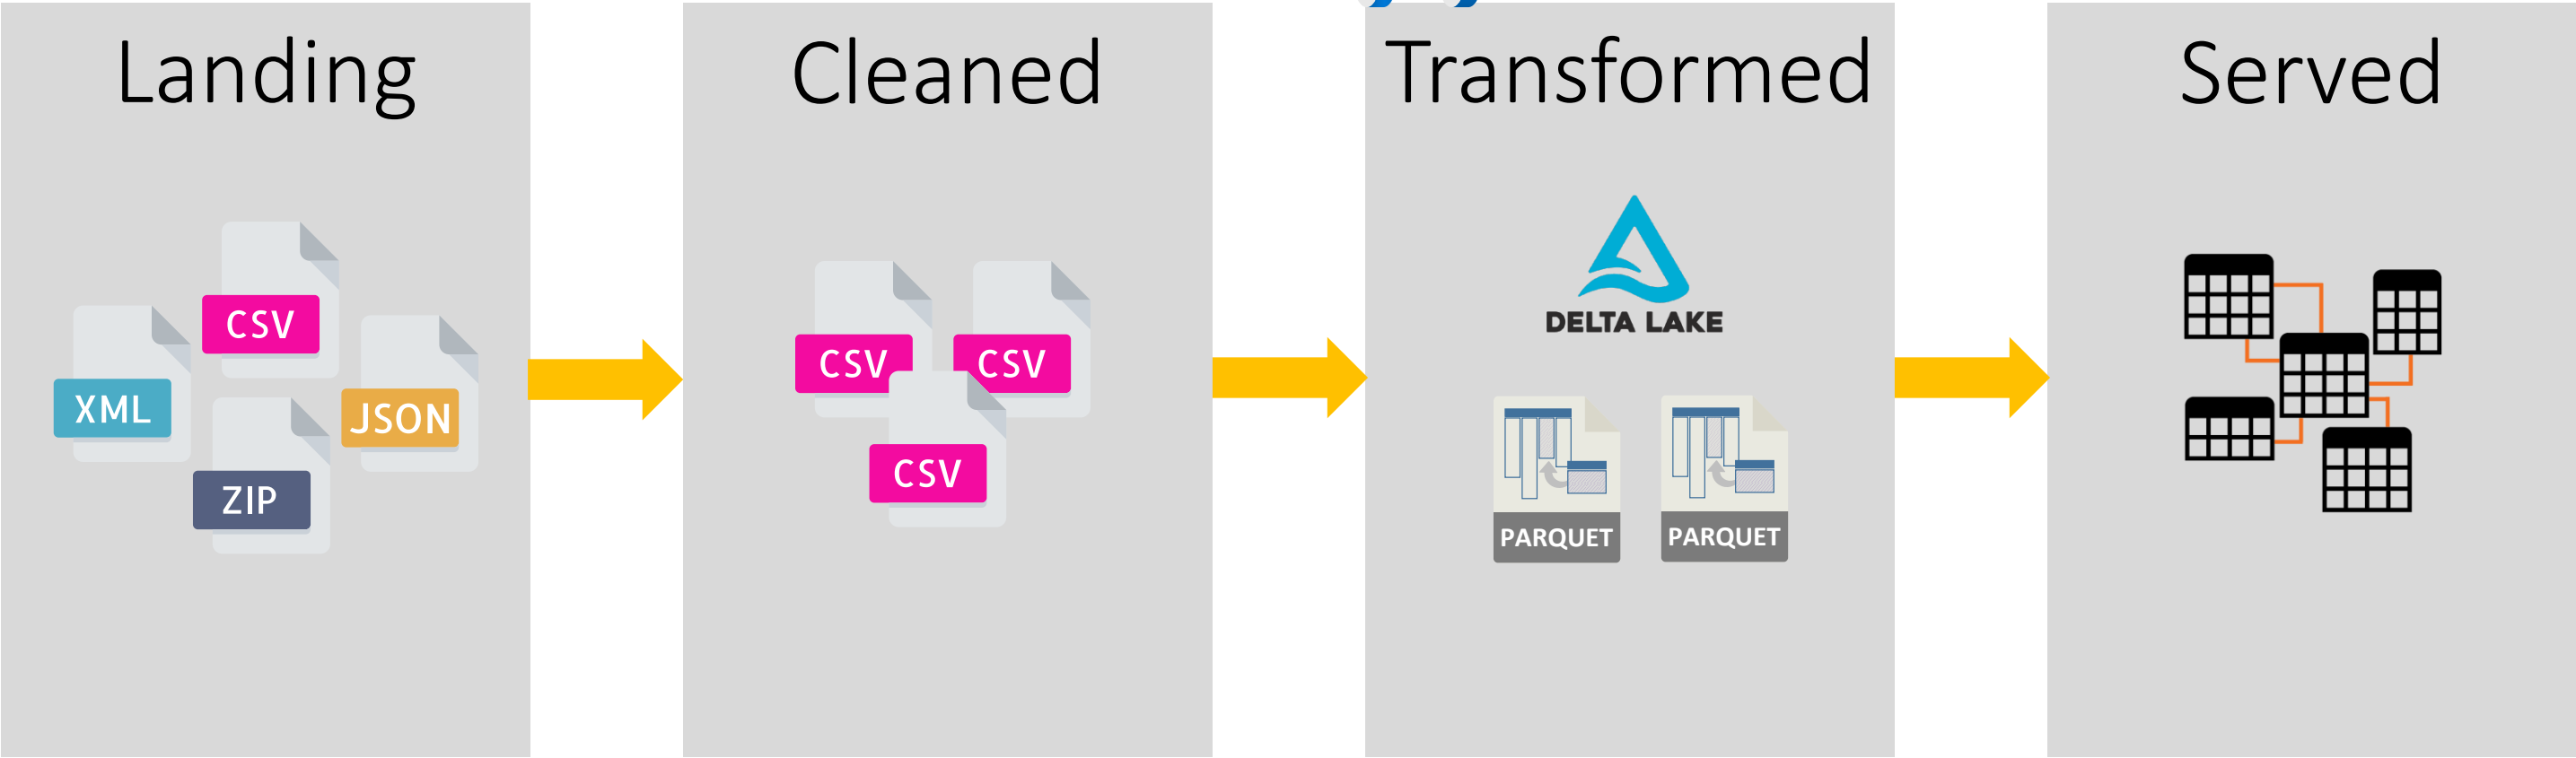 Landing
Cleaned
Transformed
Served
CSV
XML
JSON
ZIP
CSV
CSV
CSV
DELTA LAKE
PARQUET
PARQUET